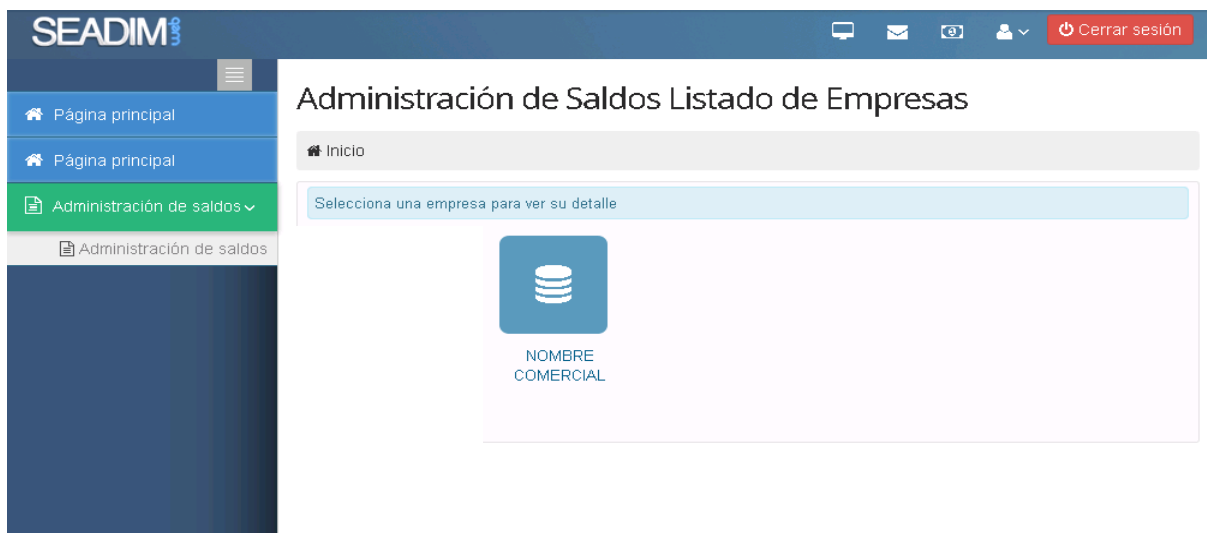 SEADIM web
Cerrar sesión
Página principal
Página principal
Administración de saldos
Administración de saldos
Administración de Saldos Listado de Empresas
Inicio
Selecciona una empresa para ver su detalle
NOMBRE
COMERCIAL